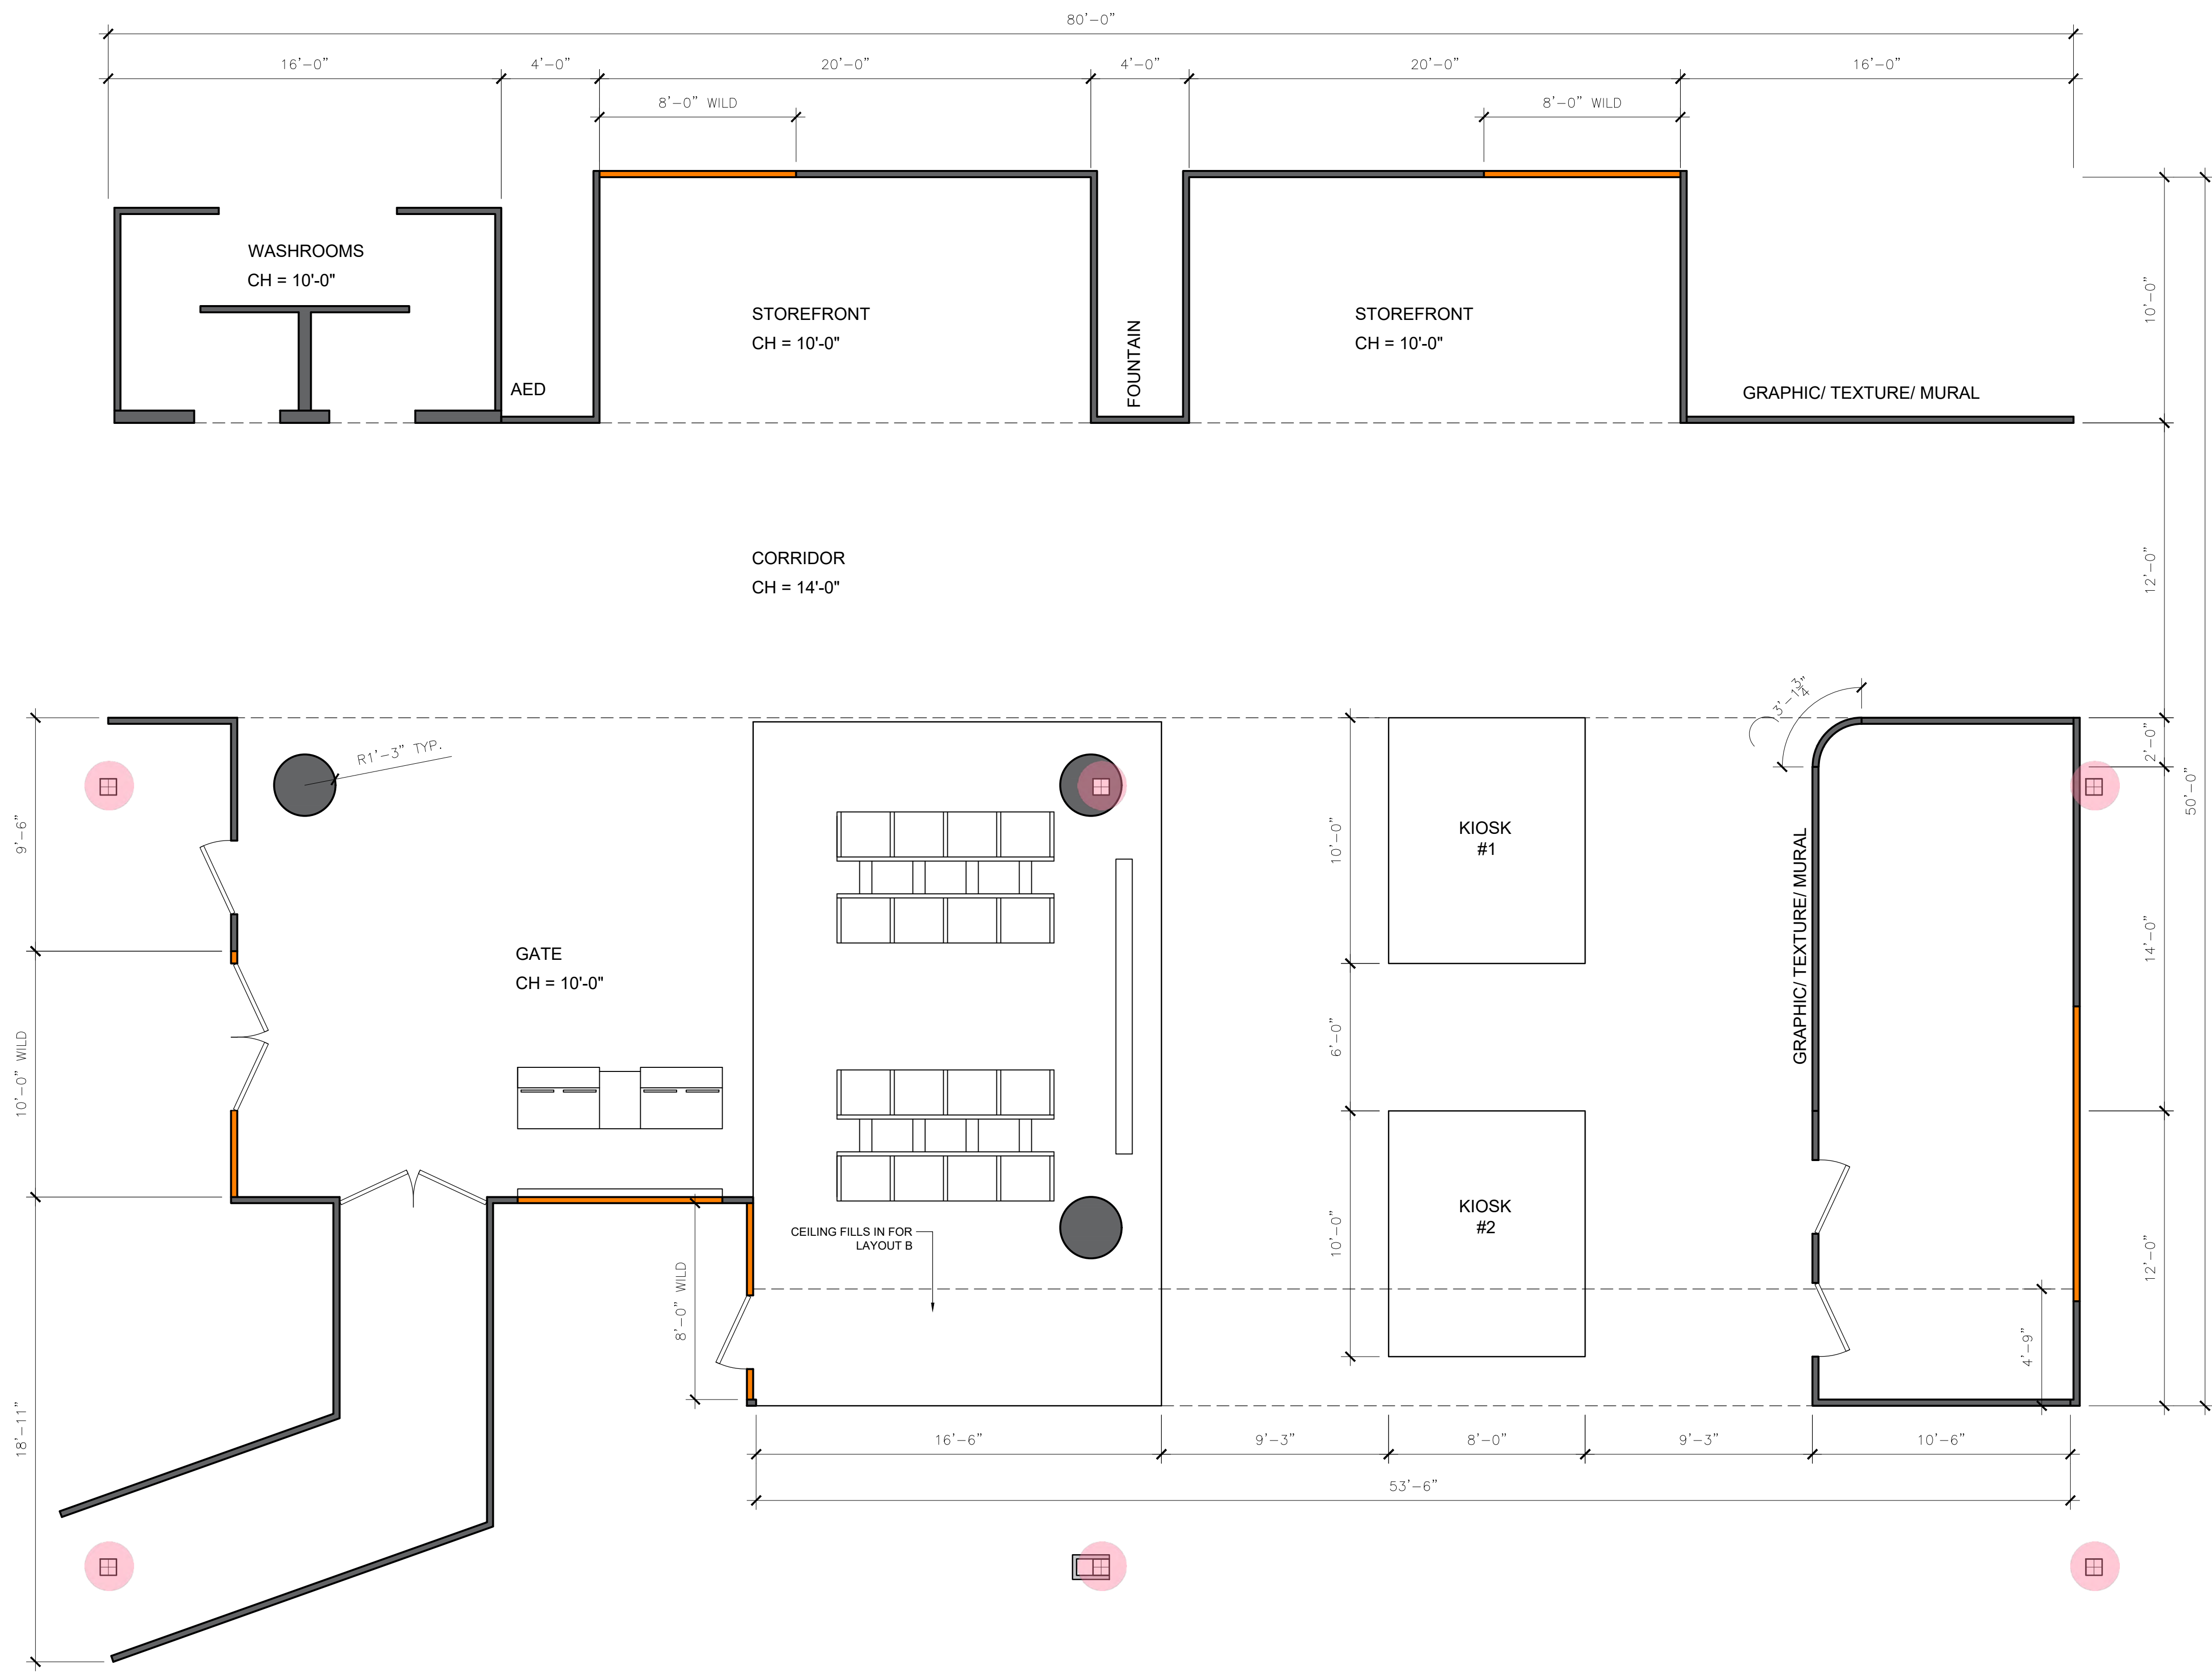 80'-0"
16'-0"
4'-0"
20'-0"
4'-0"
20'-0"
16'-0"
8'-0" WILD
8'-0" WILD
WASHROOMS
CH = 10'-0"
STOREFRONT
CH = 10'-0"
STOREFRONT
CH = 10'-0"
AED
FOUNTAIN
GRAPHIC/ TEXTURE/ MURAL
10'-0"
CORRIDOR
CH = 14'-0"
12'-0"
3'-1¾"
R1'-3" TYP.
2'-0"
50'-0"
9'-6"
10'-0"
KIOSK
#1
GRAPHIC/ TEXTURE/ MURAL
14'-0"
GATE
CH = 10'-0"
10'-0" WILD
6'-0"
KIOSK
#2
10'-0"
CEILING FILLS IN FOR
LAYOUT B
8'-0" WILD
12'-0"
4'-9"
18'-11"
16'-6"
9'-3"
8'-0"
9'-3"
10'-6"
53'-6"